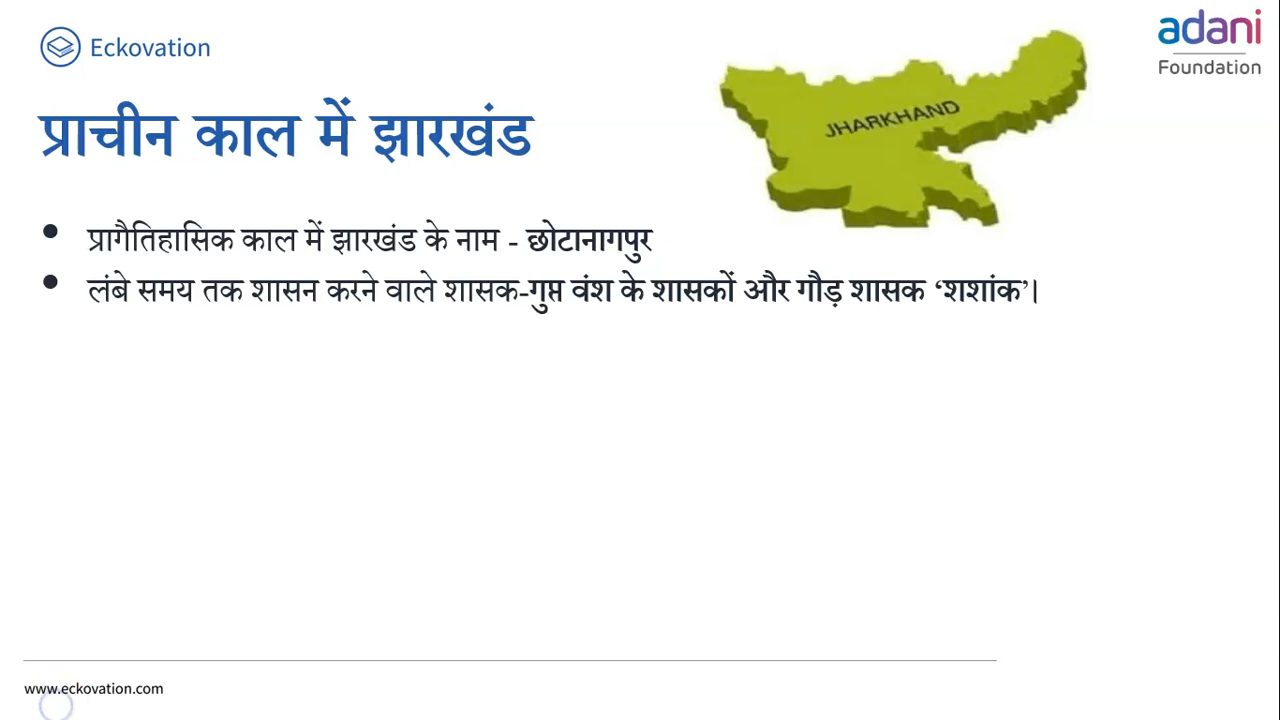 Eckovation
adani
Foundation
JHARKHAND
प्राचीन काल में झारखंड
• प्रागैतिहासिक काल में झारखंड के नाम - छोटानागपुर
• लंबे समय तक शासन करने वाले शासक-गुप्त वंश के शासकों और गौड़ शासक ‘शशांक’।
www.eckovation.com